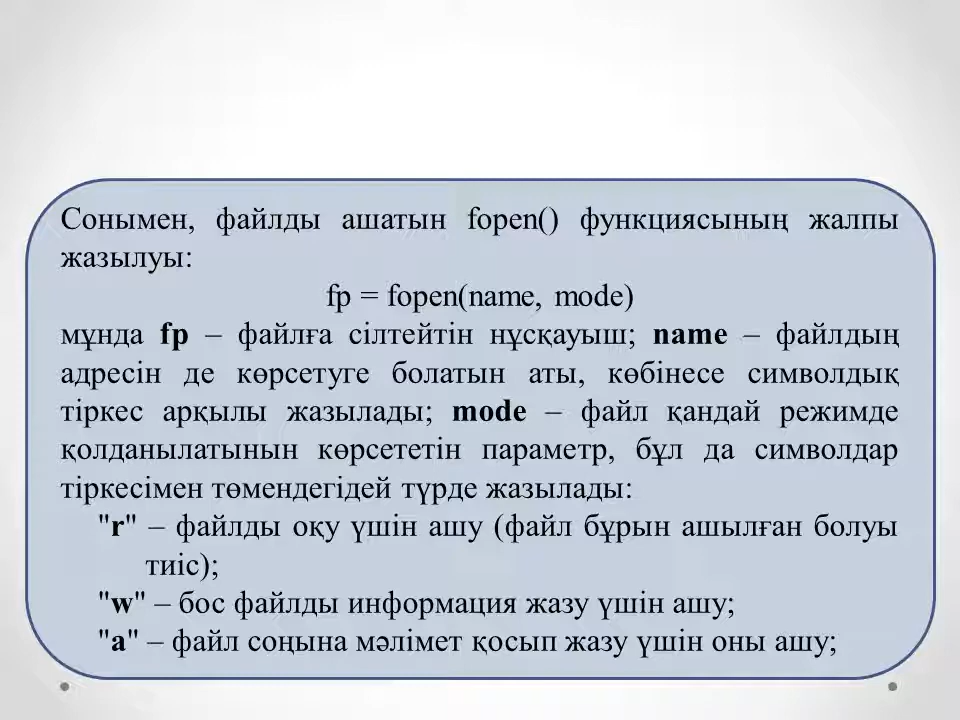 Сонымен, файлды ашатын fopen() функциясының жалпы
жазылуы:
fp = fopen(name, mode)
мұнда fp – файлға сілтейтін нұсқауыш; name – файлдың
адресін де көрсетуге болатын аты, көбінесе символдық
тіркес арқылы жазылады; mode – файл қандай режимде
қолданылатынын көрсететін параметр, бұл да символдар
тіркесімен төмендегідей түрде жазылады:
"r" – файлды оқу үшін ашу (файл бұрын ашылған болуы
тиіс);
"w" – бос файлды информация жазу үшін ашу;
"a" – файл соңына мәлімет қосып жазу үшін оны ашу;